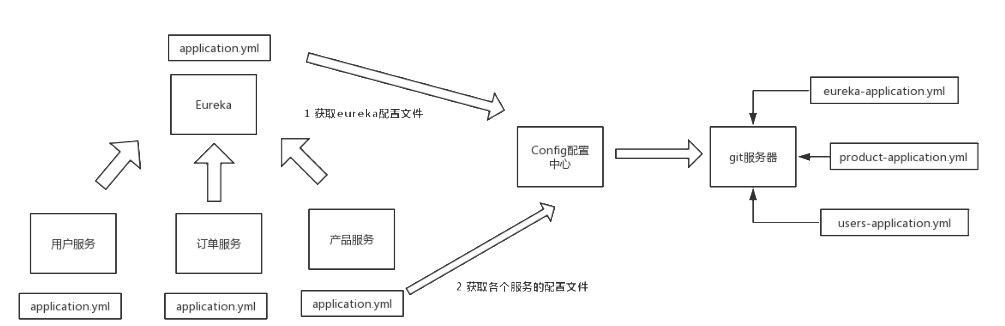 application.yml
Eureka
1 获取eureka配置文件
eureka-application.yml
Config配置
中心
git服务器
product-application.yml
用户服务
订单服务
产品服务
users-application.yml
2 获取各个服务的配置文件
application.yml
application.yml
application.yml